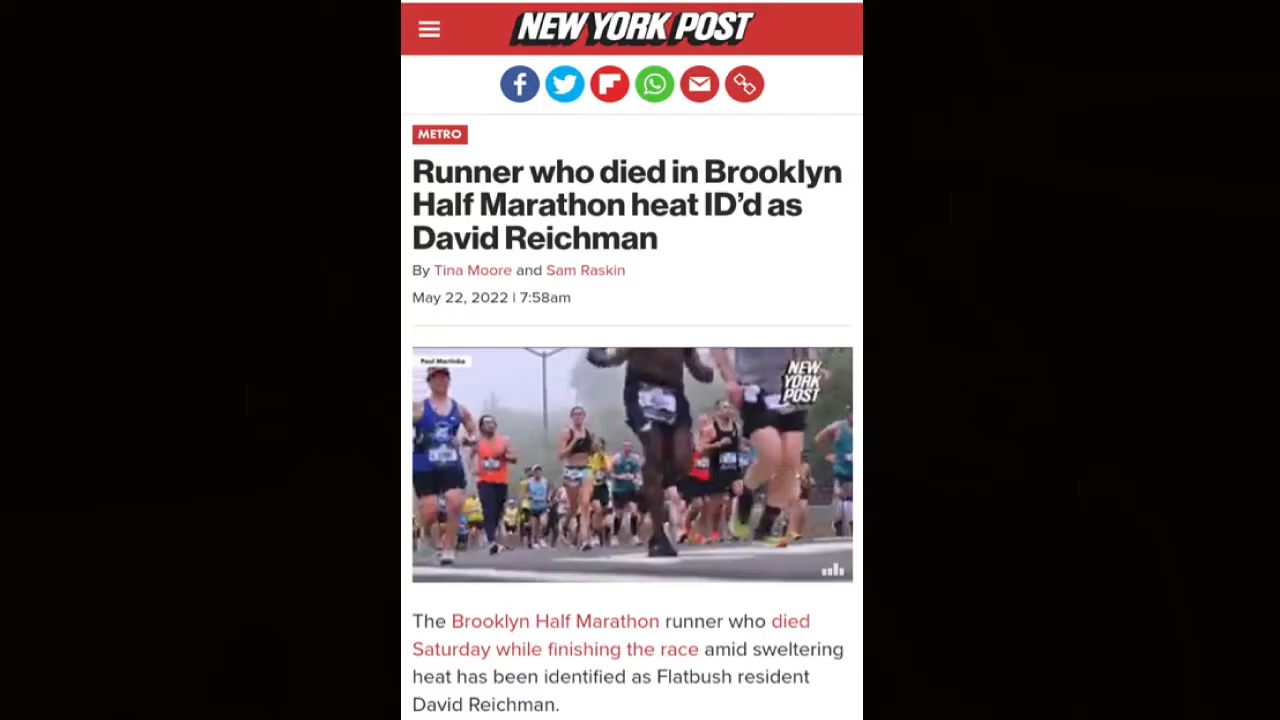 NEW YORK POST
METRO
Runner who died in Brooklyn
Half Marathon heat ID'd as
David Reichman
By Tina Moore and Sam Raskin
May 22, 2022 | 7:58am
Paul Martinka
NEW
YORK
POST
The Brooklyn Half Marathon runner who died
Saturday while finishing the race amid sweltering
heat has been identified as Flatbush resident
David Reichman.